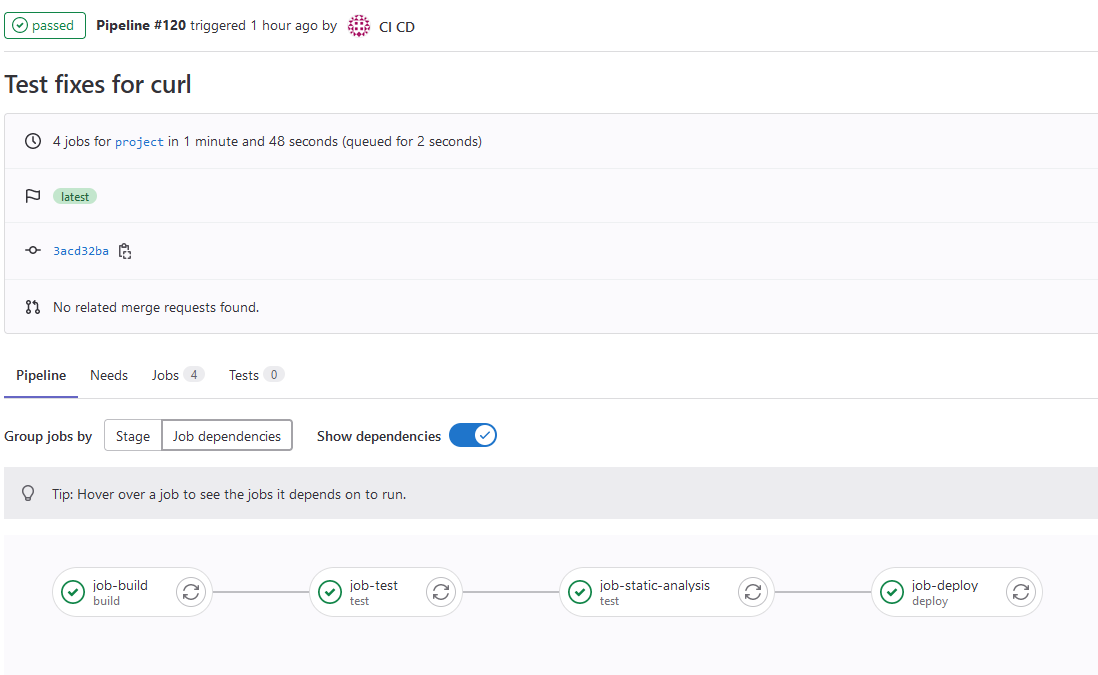 passed Pipeline #120 triggered 1 hour ago by CI CD
Test fixes for curl
4 jobs for project in 1 minute and 48 seconds (queued for 2 seconds)
latest
3acd32ba
No related merge requests found.
Pipeline Needs Jobs 4 Tests 0
Group jobs by Stage Job dependencies Show dependencies
Tip: Hover over a job to see the jobs it depends on to run.
job-build job-test job-static-analysis job-deploy
build test test deploy